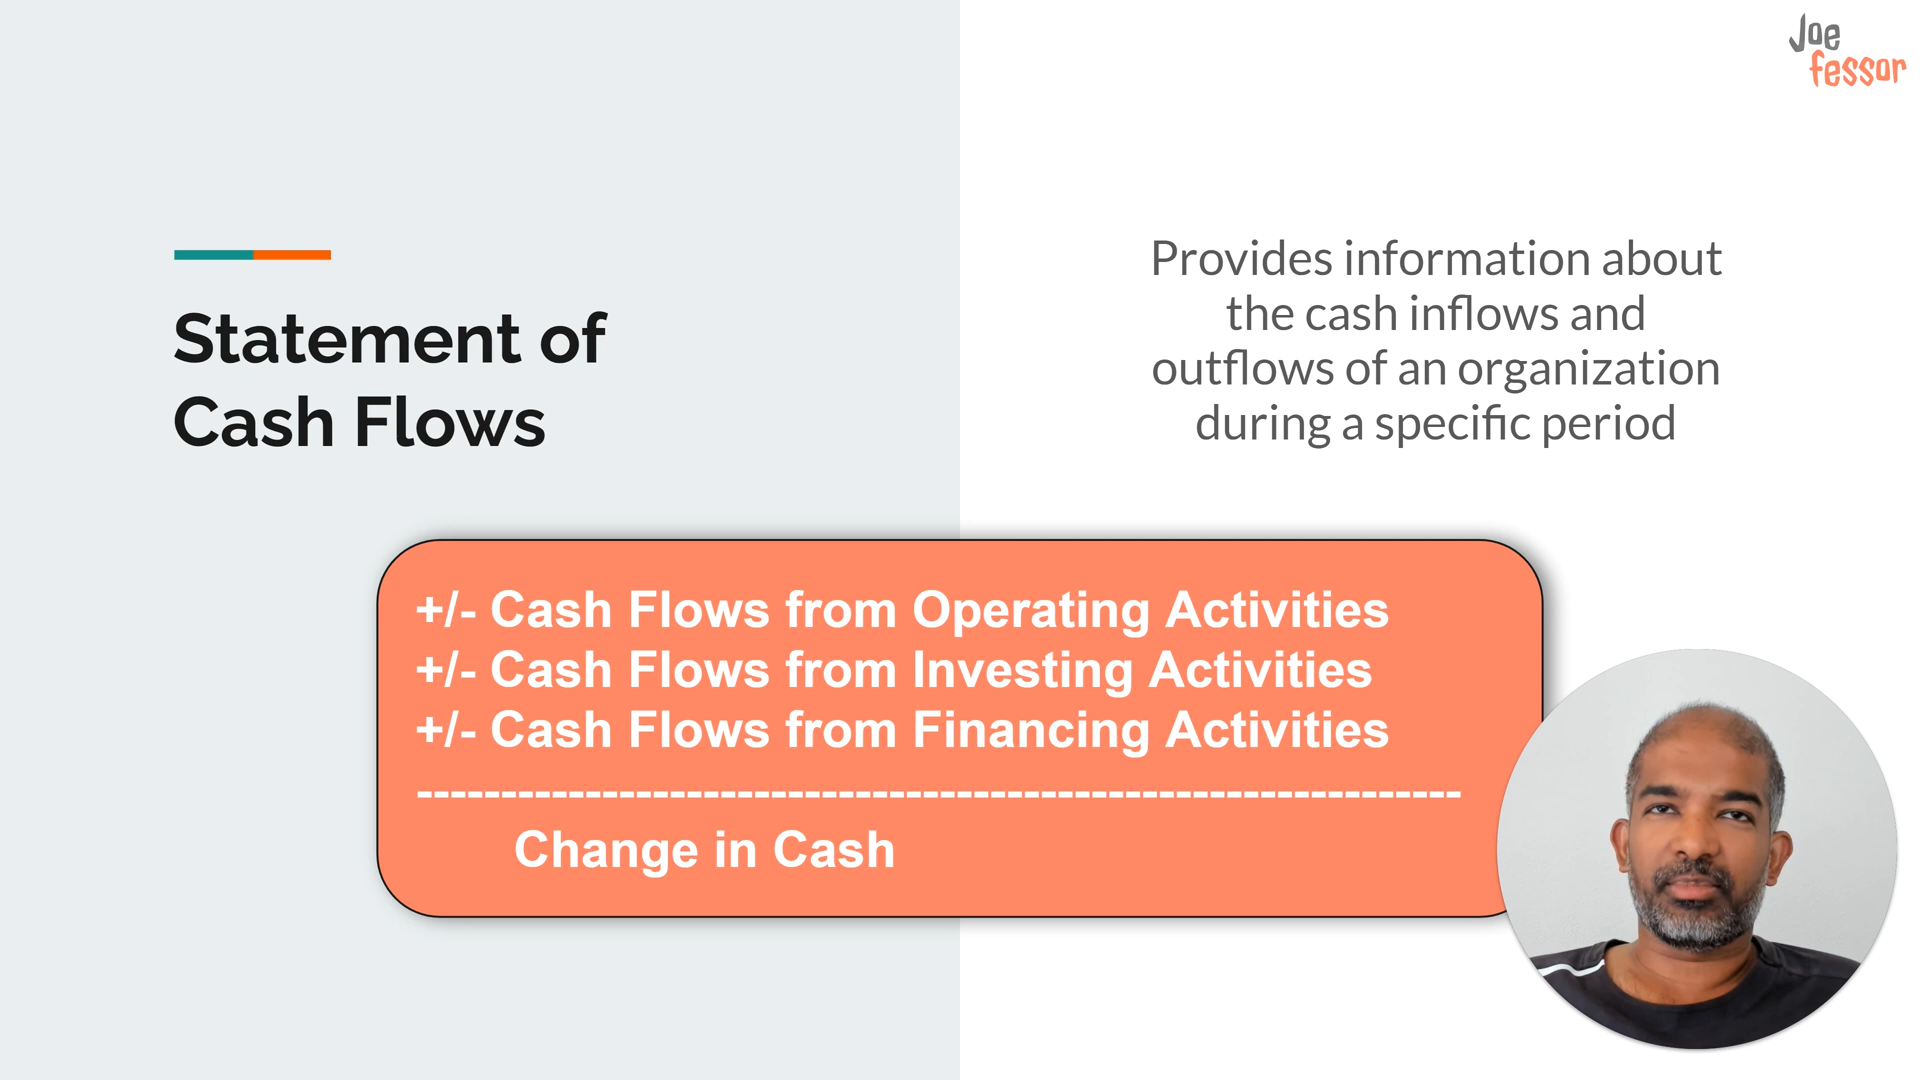 Joe
fessor
Statement of
Cash Flows
Provides information about
the cash inflows and
outflows of an organization
during a specific period
+/- Cash Flows from Operating Activities
+/- Cash Flows from Investing Activities
+/- Cash Flows from Financing Activities
---------------------------------------------------------------
Change in Cash